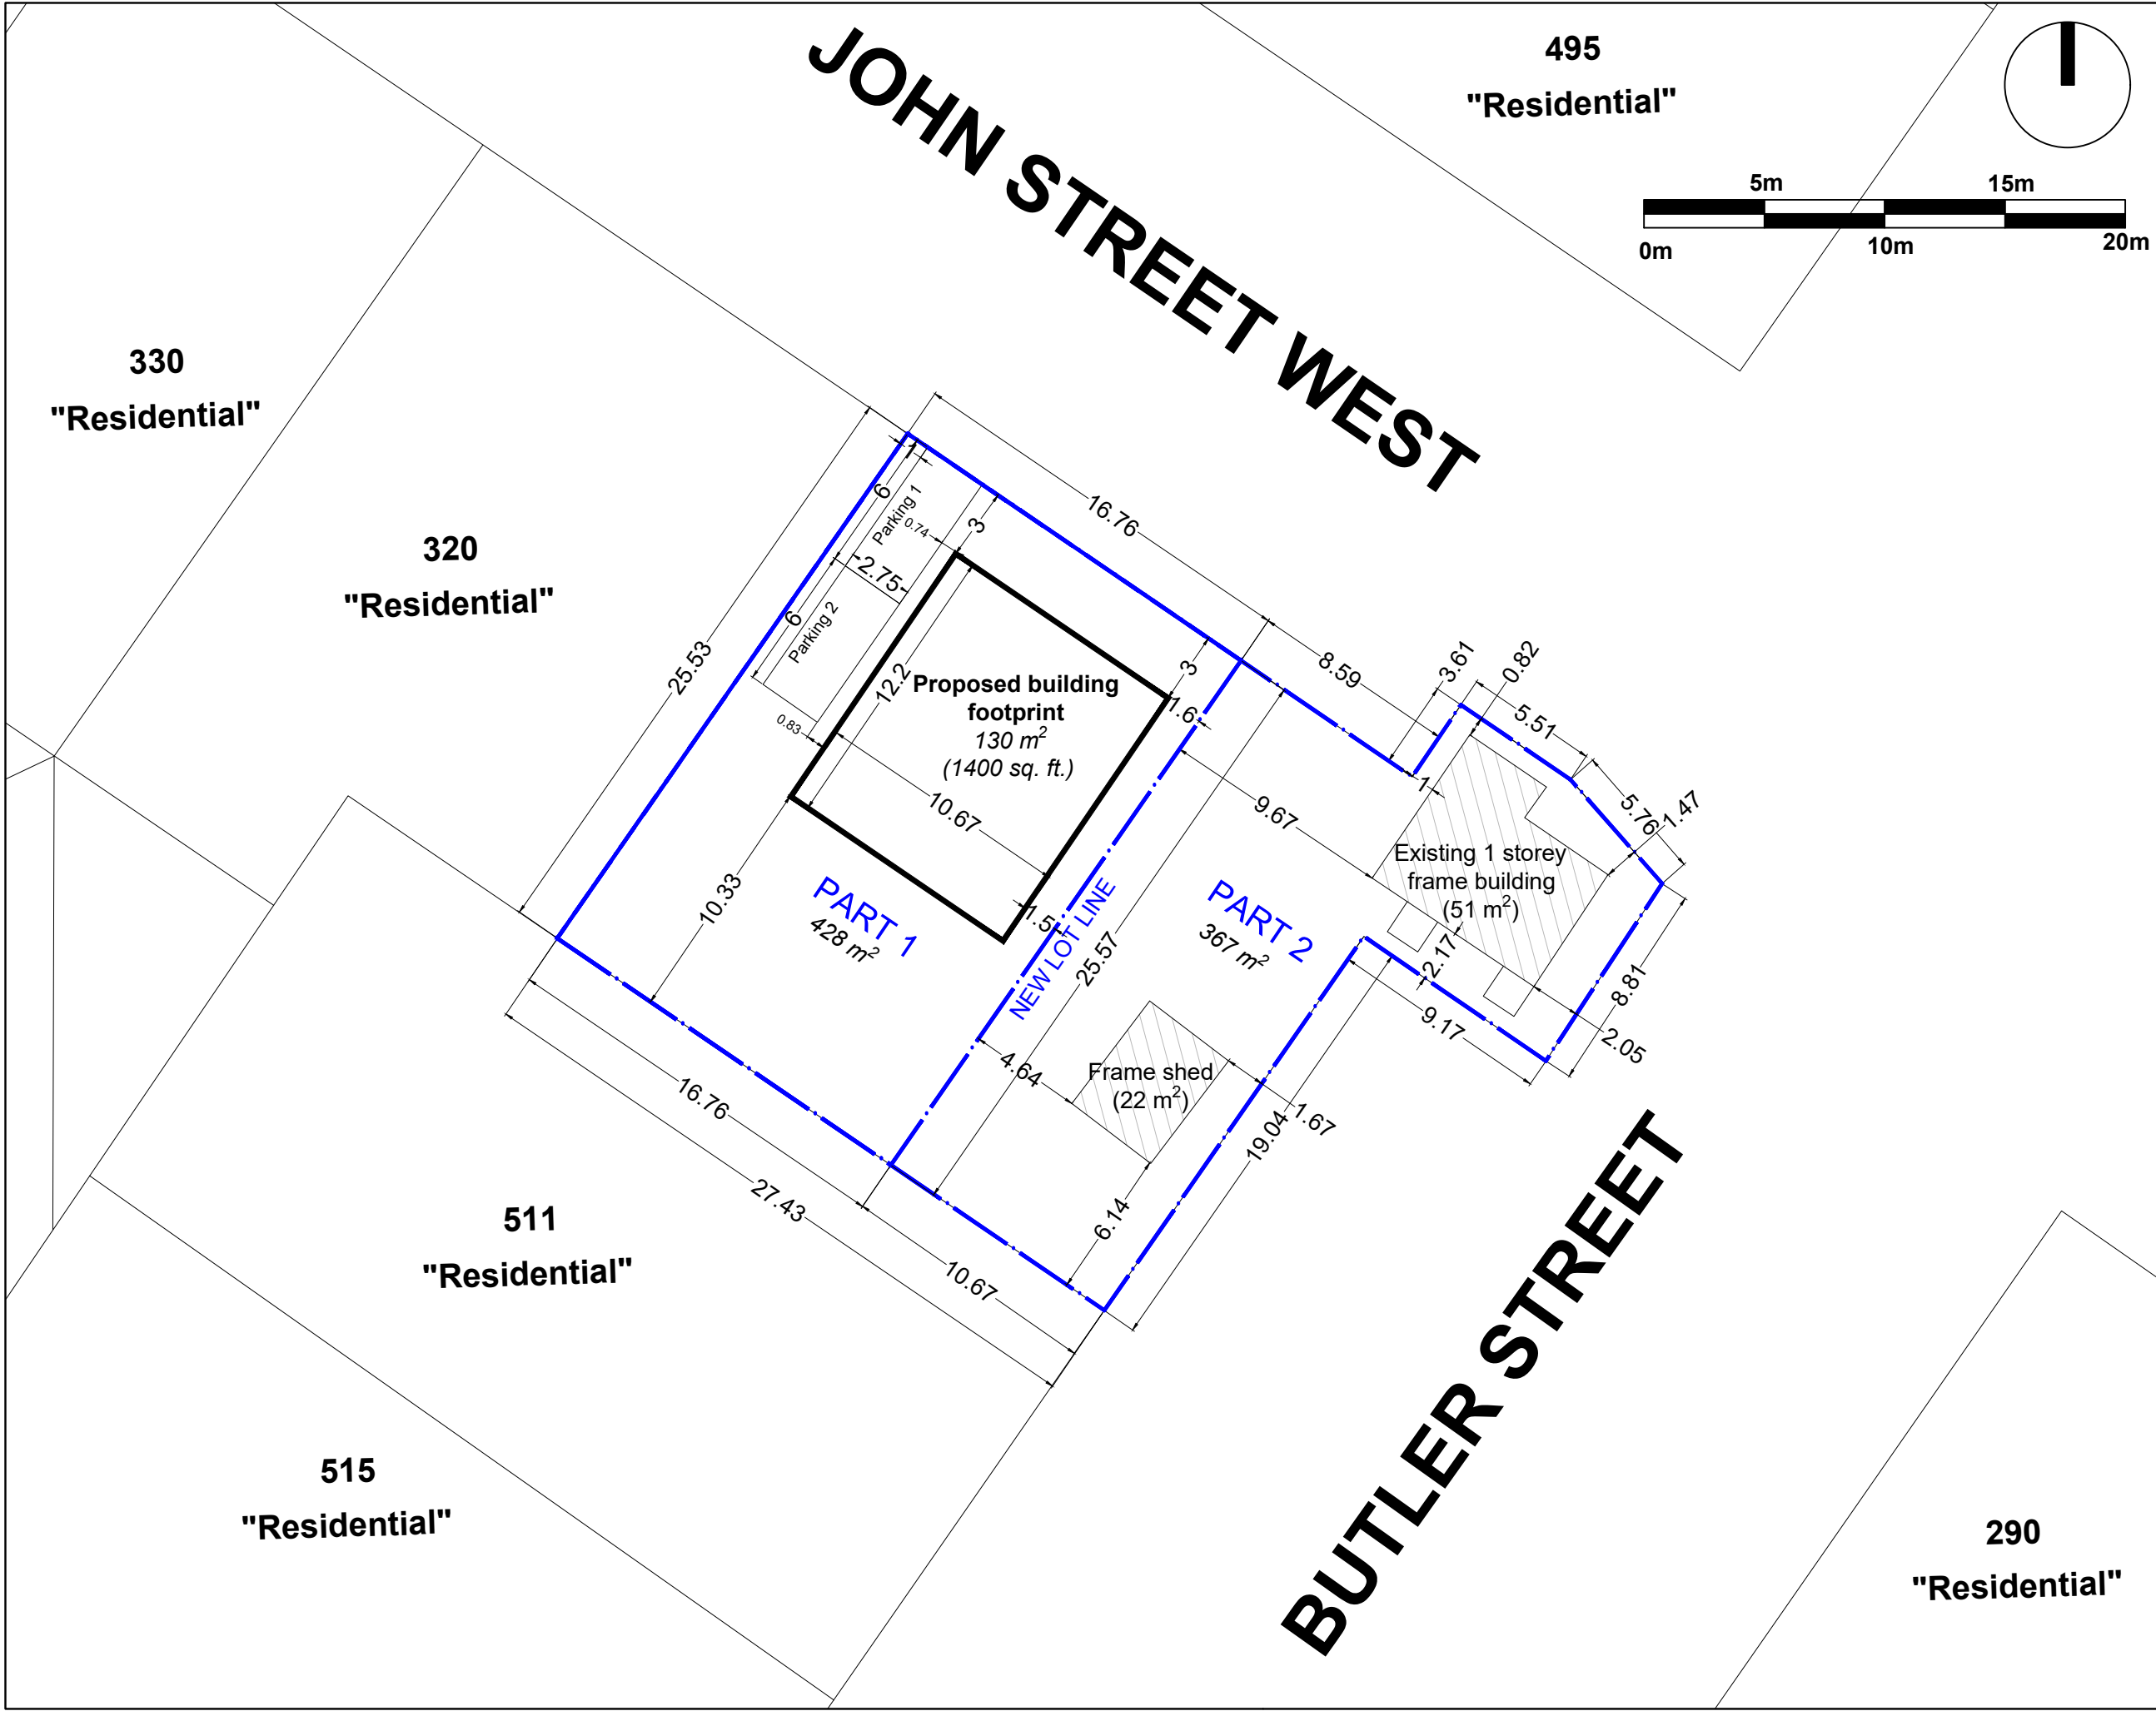 JOHN STREET WEST
495
"Residential"
5m
15m
0m
10m
20m
330
"Residential"
320
"Residential"
16.76
1
6
Parking 1
0.74
3
2.75
6
Parking 2
25.53
12.2
0.83
Proposed building
footprint
130 m²
(1400 sq. ft.)
3
1.6
10.67
10.33
1.5
PART 1
428 m²
NEW LOT LINE
8.59
3.61
0.82
5.51
5.76
1.47
1
9.67
Existing 1 storey
frame building
(51 m²)
PART 2
367 m²
25.57
2.17
9.17
8.81
2.05
4.64
Frame shed
(22 m²)
1.67
19.04
6.14
16.76
27.43
10.67
511
"Residential"
515
"Residential"
BUTLER STREET
290
"Residential"